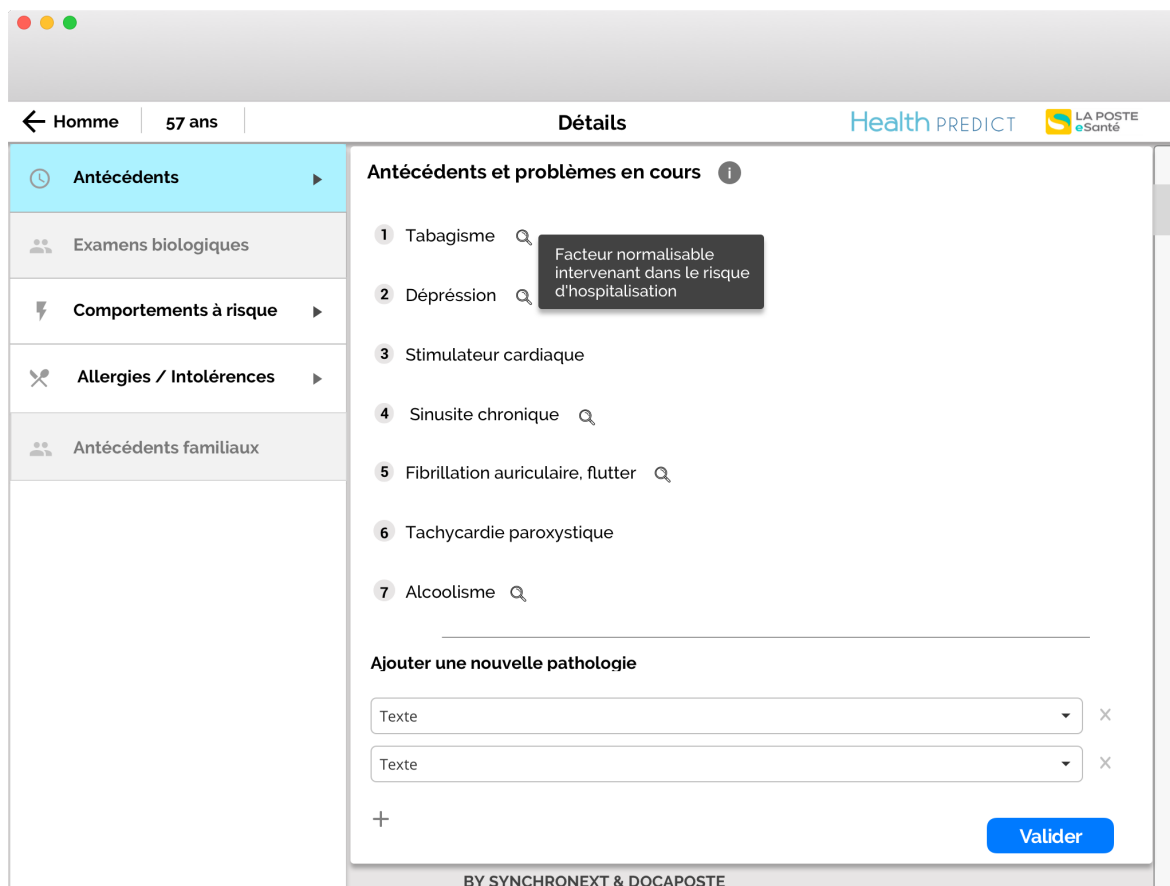 Homme
57 ans
Détails
Health PREDICT
LA POSTE
eSanté
Antécédents
Examens biologiques
Comportements à risque
Allergies / Intolérences
Antécédents familiaux
Antécédents et problèmes en cours i
1 Tabagisme
Facteur normalisable
intervenant dans le risque
d'hospitalisation
2 Dépréssion
3 Stimulateur cardiaque
4 Sinusite chronique
5 Fibrillation auriculaire, flutter
6 Tachycardie paroxystique
7 Alcoolisme
Ajouter une nouvelle pathologie
Texte
Texte
Valider
BY SYNCHRONEXT & DOCAPOSTE